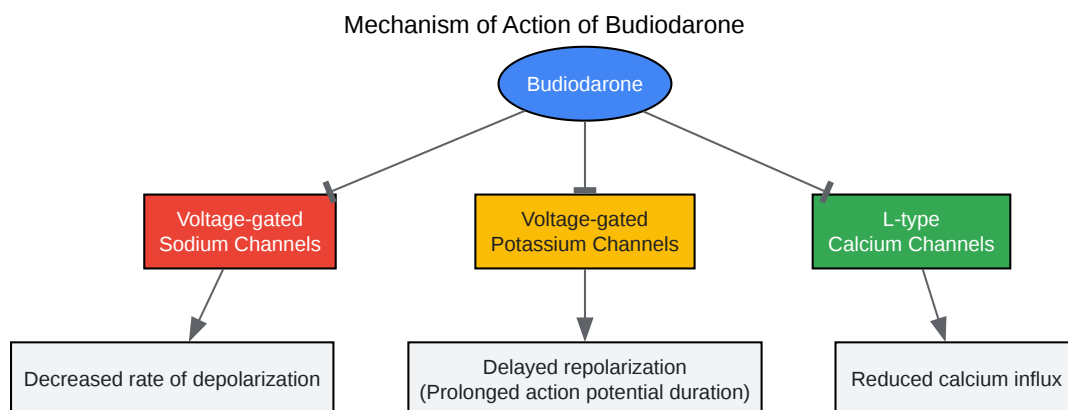 Mechanism of Action of Budiodarone
Budiodarone
Voltage-gated
Sodium Channels
Voltage-gated
Potassium Channels
L-type
Calcium Channels
Decreased rate of depolarization
Delayed repolarization
(Prolonged action potential duration)
Reduced calcium influx